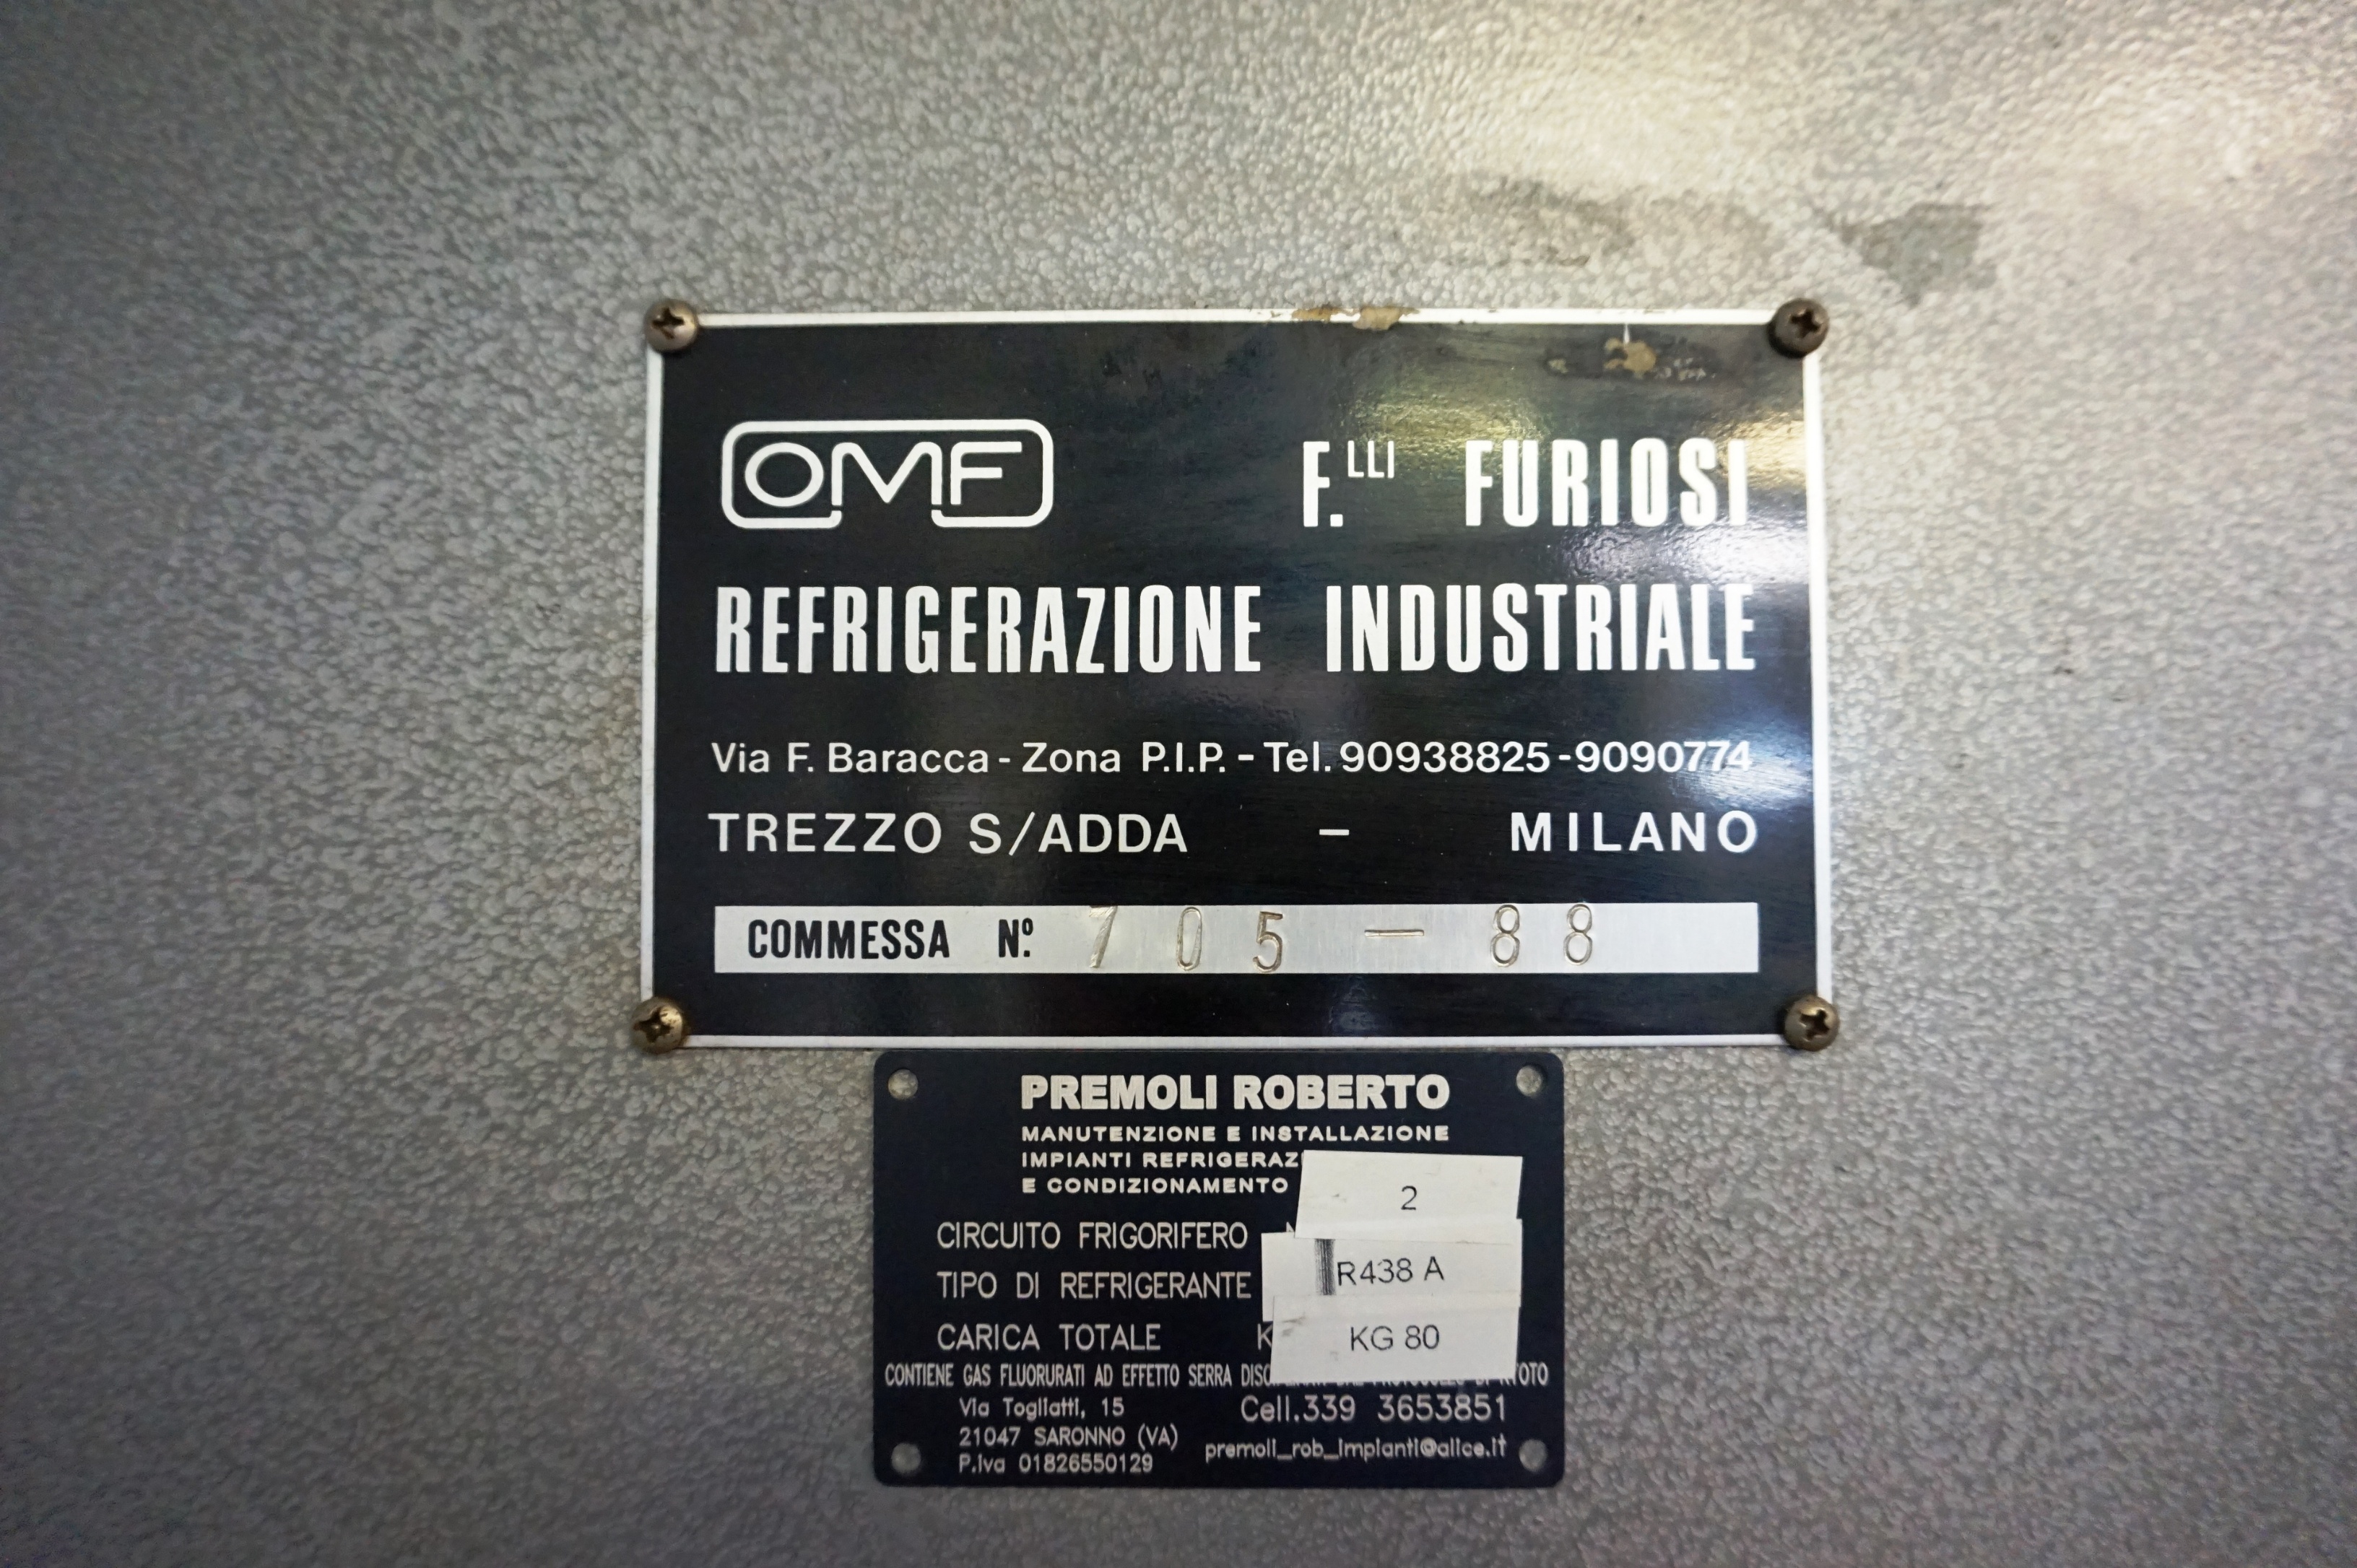 OMF F.LLI FURIOSI
REFRIGERAZIONE INDUSTRIALE
Via F. Baracca - Zona P.I.P. - Tel. 90938825 - 9090774
TREZZO S/ADDA - MILANO
COMMESSA Nº. 705 - 88
PREMOLI ROBERTO
MANUTENZIONE E INSTALLAZIONE
IMPIANTI
E CONDIZIONAMENTO
2
CIRCUITO FRIGORIFERO
TIPO DI REFRIGERANTE R438 A
CARICA TOTALE KG 80
CONTIENE GAS FLUORURATI AD EFFETTO SERRA
Via Togliatti, 15 Cell.339 3653851
21047 SARONNO (VA)
premoli_rob_impianti@alice.it
P.Iva 01826550129